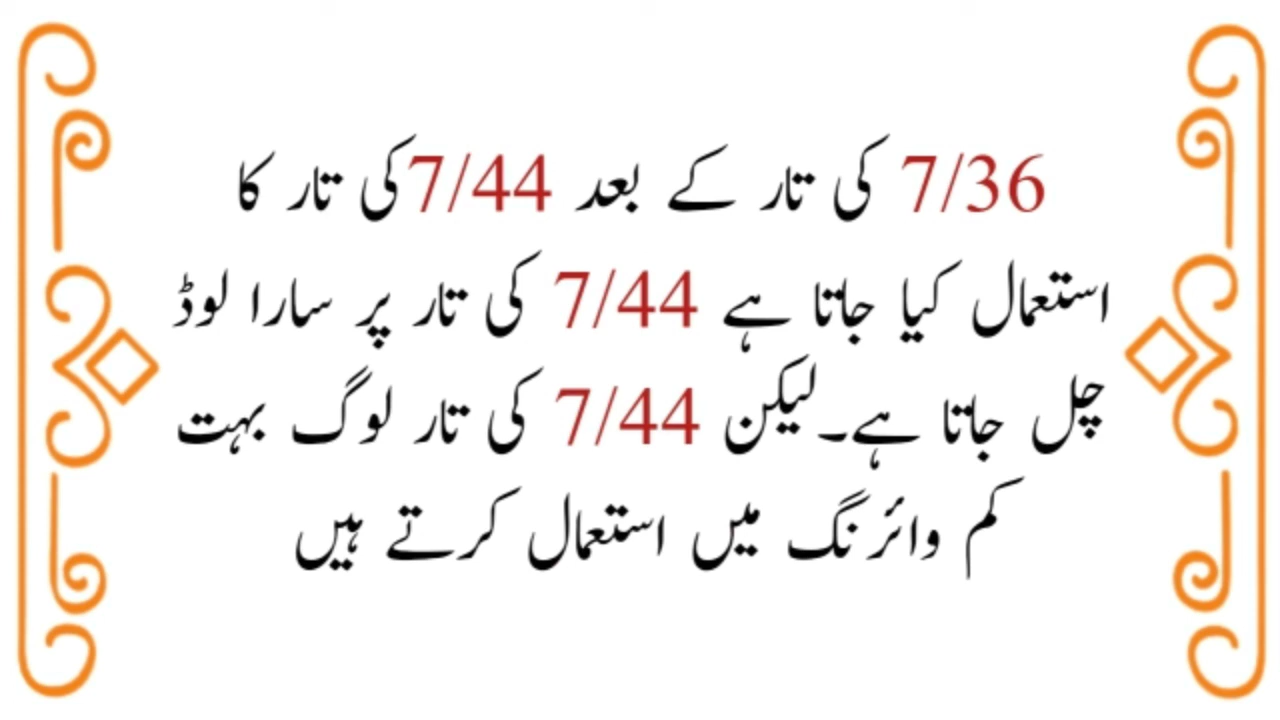 7/36 کی تار کے بعد 7/44 کی تار کا
استعمال کیا جاتا ہے 7/44 کی تار پر سارا لوڈ
چل جاتا ہے۔ لیکن 7/44 کی تار لوگ بہت
کم وائرنگ میں استعمال کرتے ہیں